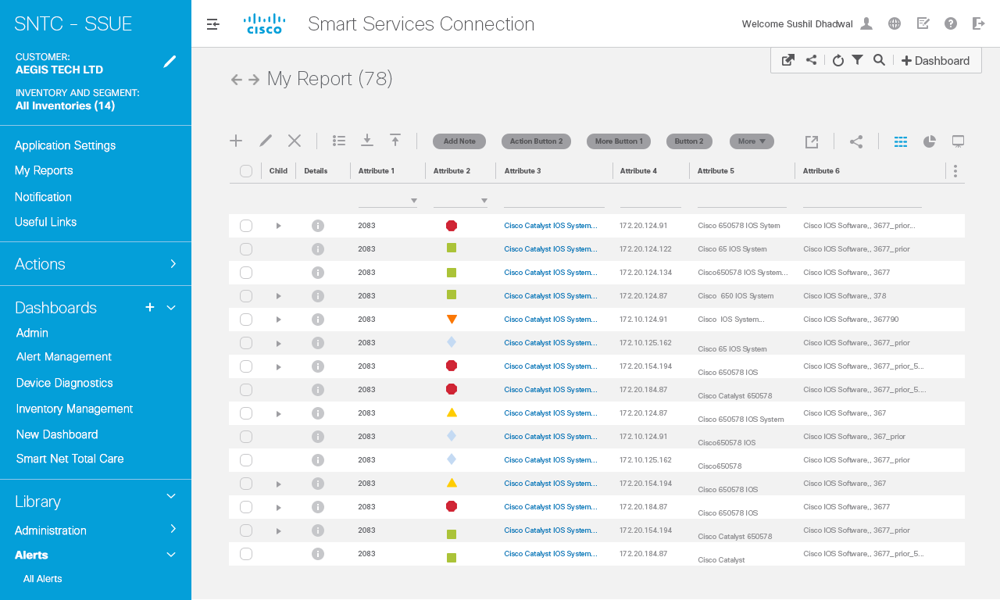 SNTC - SSUE
CUSTOMER:
AEGIS TECH LTD
INVENTORY AND SEGMENT:
All Inventories (14)
Application Settings
My Reports
Notification
Useful Links
Actions
Dashboards
Admin
Alert Management
Device Diagnostics
Inventory Management
New Dashboard
Smart Net Total Care
Library
Administration
Alerts
All Alerts
CISCO Smart Services Connection Welcome Sushil Dhadwal
Dashboard
My Report (78)
Add Note Action Button 2 More Button 1 Button 2 More
Child Details Attribute 1 Attribute 2 Attribute 3 Attribute 4 Attribute 5 Attribute 6
2083 Cisco Catalyst IOS System... 172.20.124.91 Cisco 650578 IOS Sytem Cisco IOS Software,, 3677_prior...
2083 Cisco Catalyst IOS System... 172.20.124.122 Cisco 65 IOS System Cisco IOS Software,, 3677_prior
2083 Cisco Catalyst IOS System... 172.20.124.134 Cisco650578 IOS System... Cisco IOS Software,, 3677
2083 Cisco Catalyst IOS System... 172.20.124.87 Cisco 650 IOS System Cisco IOS Software,, 378
2083 Cisco Catalyst IOS System... 172.10.124.91 Cisco IOS System... Cisco IOS Software,, 367790
2083 Cisco Catalyst IOS System... 172.10.125.162 Cisco 65 IOS System Cisco IOS Software,, 3677_prior
2083 Cisco Catalyst IOS System... 172.20.154.194 Cisco 650578 IOS Cisco IOS Software,, 3677_prior_5...
2083 Cisco Catalyst IOS System... 172.20.184.87 Cisco Catalyst 650578 Cisco IOS Software,, 3677_prior_5....
2083 Cisco Catalyst IOS System... 172.20.124.87 Cisco 650578 IOS System Cisco IOS Software,, 367
2083 Cisco Catalyst IOS System... 172.10.124.91 Cisco650578 IOS Cisco IOS Software,, 367_prior
2083 Cisco Catalyst IOS System... 172.10.125.162 Cisco650578 Cisco IOS Software,, 3677_prior
2083 Cisco Catalyst IOS System... 172.20.154.194 Cisco 650578 IOS Cisco IOS Software,, 367
2083 Cisco Catalyst IOS System... 172.20.184.87 Cisco 650578 IOS Cisco IOS Software,, 3677
2083 Cisco Catalyst IOS System... 172.20.154.194 Cisco Catalyst 650578 Cisco IOS Software,, 3677_prior
2083 Cisco Catalyst IOS System... 172.20.184.87 Cisco Catalyst Cisco IOS Software,, 3677_prior_5...